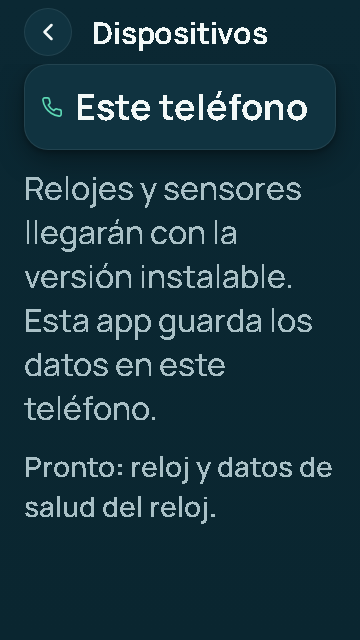 Dispositivos
Este teléfono
Relojes y sensores
llegarán con la
versión instalable.
Esta app guarda los
datos en este
teléfono.
Pronto: reloj y datos de
salud del reloj.